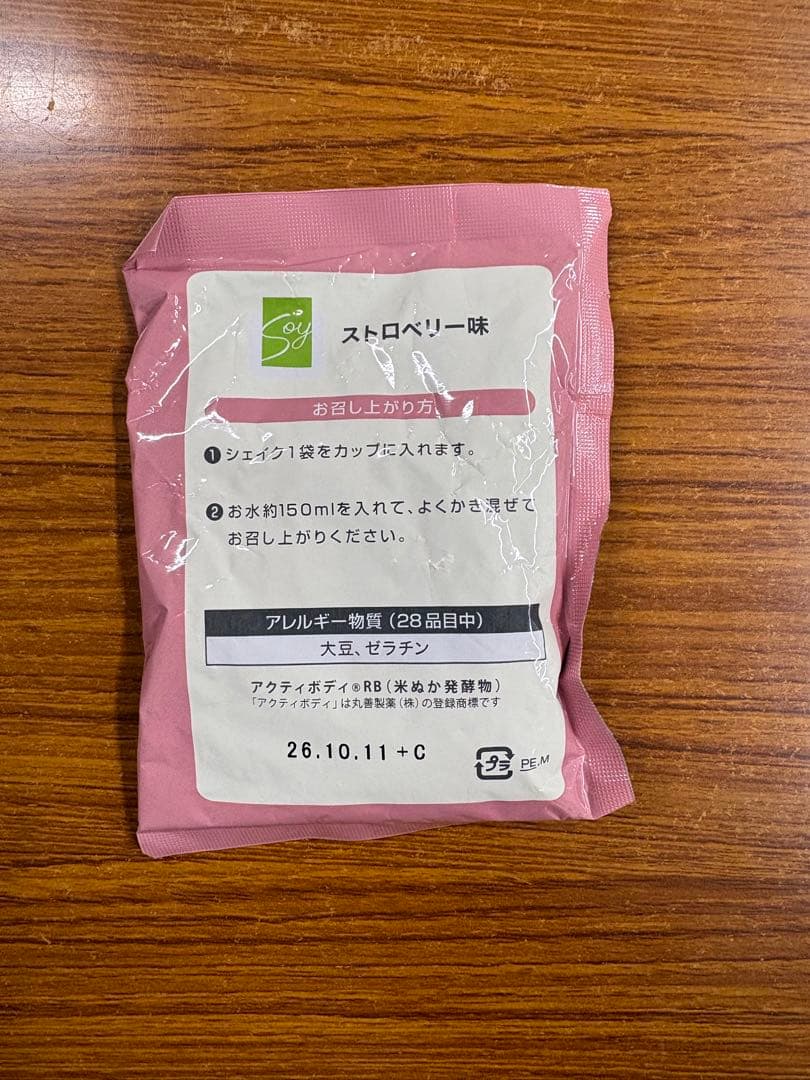 Soy
ストロベリー味
お召し上がり方
❶ シェイク1袋をカップに入れます。
❷ お水約150mlを入れて、よくかき混ぜて
お召し上がりください。
アレルギー物質(28品目中)
大豆、ゼラチン
アクティボディ®RB(米ぬか発酵物)
「アクティボディ」は丸善製薬(株)の登録商標です
26.10.11+C
プラ PE,M